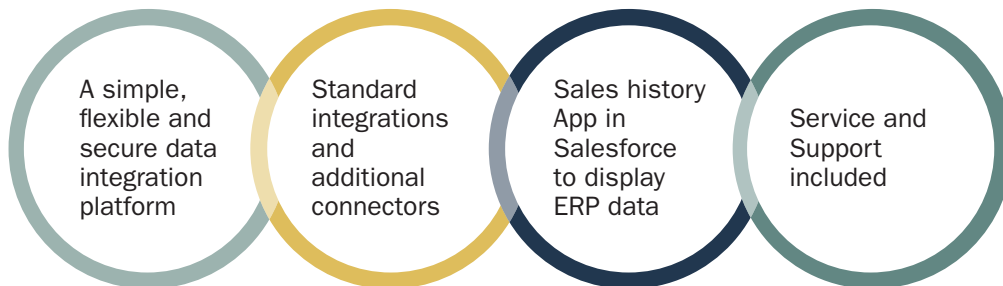 A simple,
flexible and
secure data
integration
platform
Standard
integrations
and
additional
connectors
Sales history
App in
Salesforce
to display
ERP data
Service and
Support
included